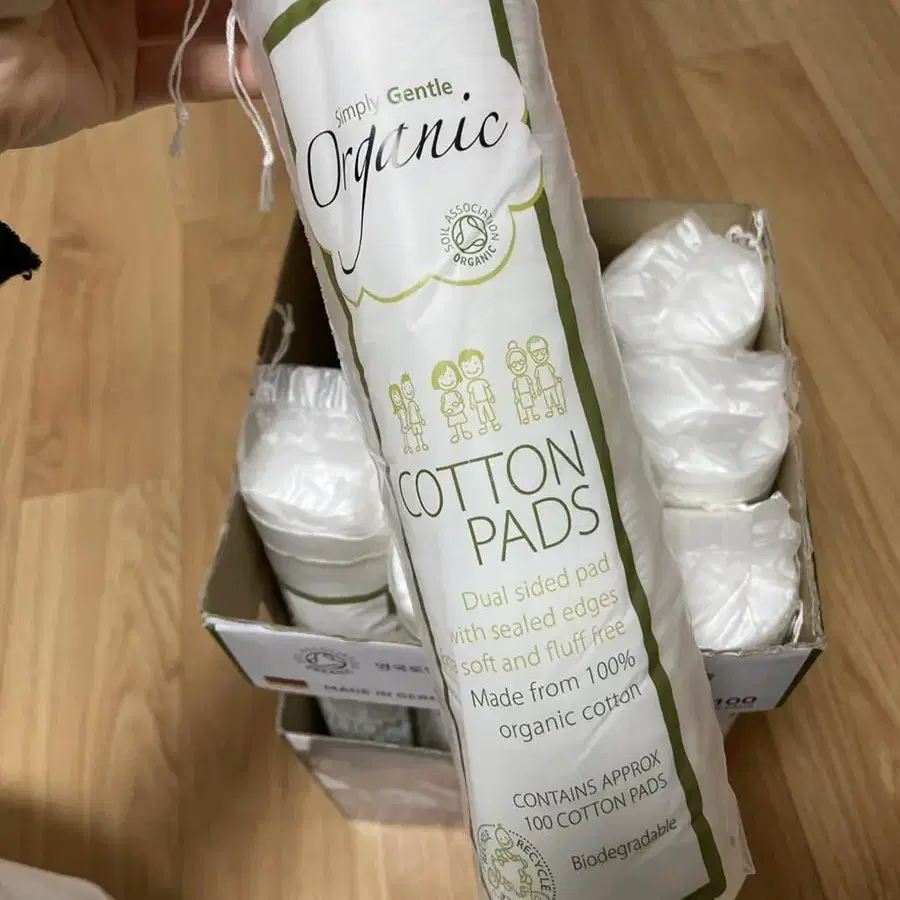 Simply Gentle
Organic
SOIL ASSOCIATION
ORGANIC
COTTON
PADS
Dual sided pad
with sealed edges
soft and fluff free
Made from 100%
organic cotton
CONTAINS APPROX
100 COTTON PADS
Biodegradable
RECYCLE
MADE IN
100